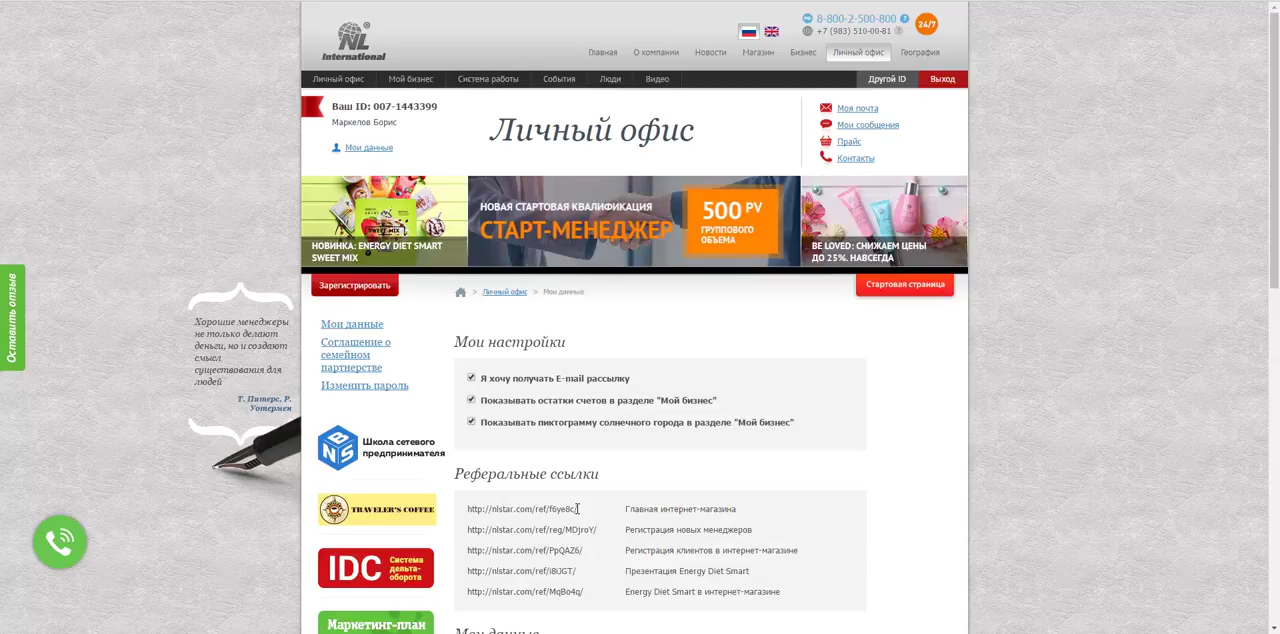 NL
International
8-800-2-500-800
+7 (983) 510-00-81
24/7
Главная О компании Новости Магазин Бизнес Личный офис География
Личный офис Мой бизнес Система работы События Люди Видео Другой ID Выход
Ваш ID: 007-1443399
Маркелов Борис
Мои данные
Личный офис
Моя почта
Мои сообщения
Прайс
Контакты
SWEET MIX
НОВИНКА: ENERGY DIET SMART
SWEET MIX
НОВАЯ СТАРТОВАЯ КВАЛИФИКАЦИЯ
СТАРТ-МЕНЕДЖЕР
500 PV
ГРУППОВОГО
ОБЪЕМА
BE LOVED: СНИЖАЕМ ЦЕНЫ
ДО 25%. НАВСЕГДА
Зарегистрировать
> Личный офис > Мои данные
Стартовая страница
Оставить отзыв
Хорошие менеджеры
не только делают
деньги, но и создают
смысл
существования для
людей
Т. Питерс, Р.
Уотермен
Мои данные
Соглашение о
семейном
партнерстве
Изменить пароль
BNS
Школа сетевого
предпринимателя
TRAVELER'S COFFEE
IDC
Система
дельта-
оборота
Маркетинг-план
Мои настройки
Я хочу получать E-mail рассылку
Показывать остатки счетов в разделе "Мой бизнес"
Показывать пиктограмму солнечного города в разделе "Мой бизнес"
Реферальные ссылки
http://nlstar.com/ref/f6ye8c/ Главная интернет-магазина
http://nlstar.com/ref/reg/MDjroY/ Регистрация новых менеджеров
http://nlstar.com/ref/PpQAZ6/ Регистрация клиентов в интернет-магазине
http://nlstar.com/ref/i8iJGT/ Презентация Energy Diet Smart
http://nlstar.com/ref/MqBo4q/ Energy Diet Smart в интернет-магазине
Мои данные